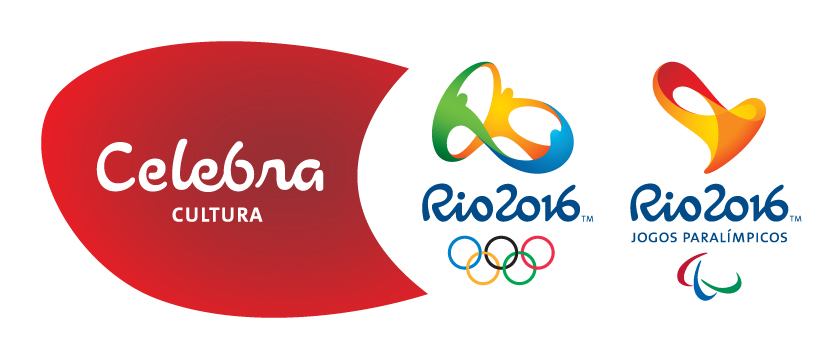 Celebra
CULTURA
Rio2016™
Rio2016™
JOGOS PARALÍMPICOS